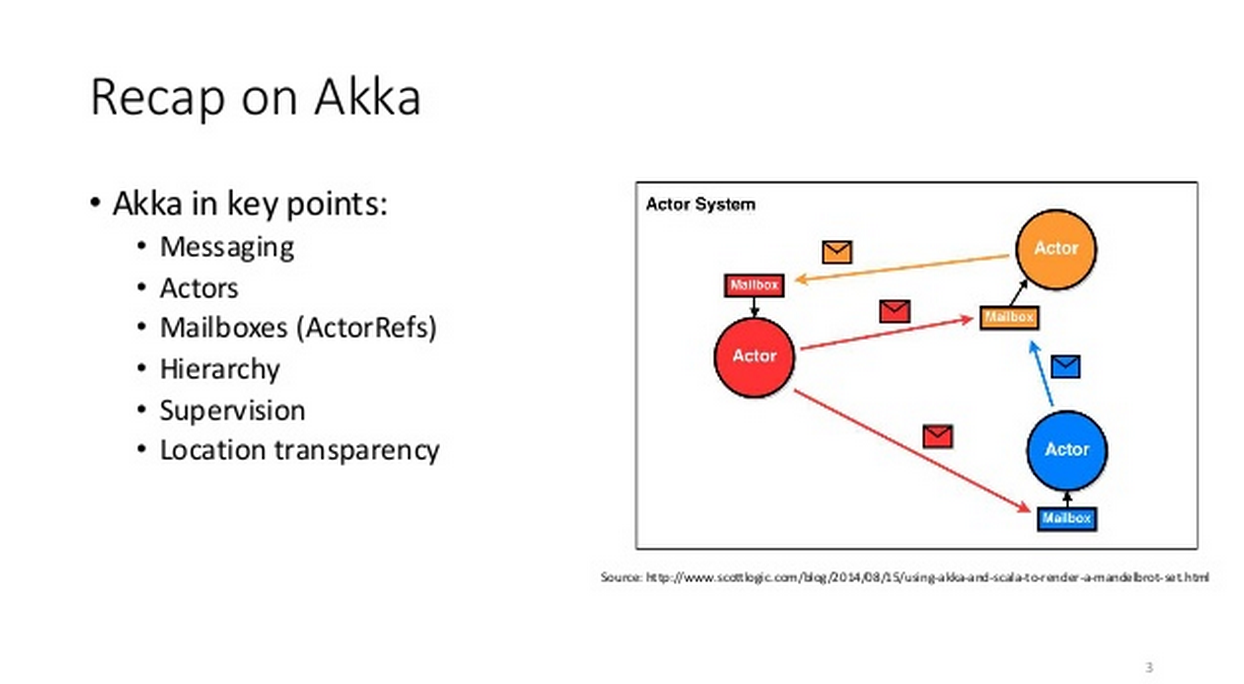 Recap on Akka
• Akka in key points:
• Messaging
• Actors
• Mailboxes (ActorRefs)
• Hierarchy
• Supervision
• Location transparency
Actor System
Actor
Mailbox
Mailbox
Actor
Actor
Mailbox
Source: http://www.scottlogic.com/blog/2014/08/15/using-akka-and-scala-to-render-a-mandelbrot-set.html
3